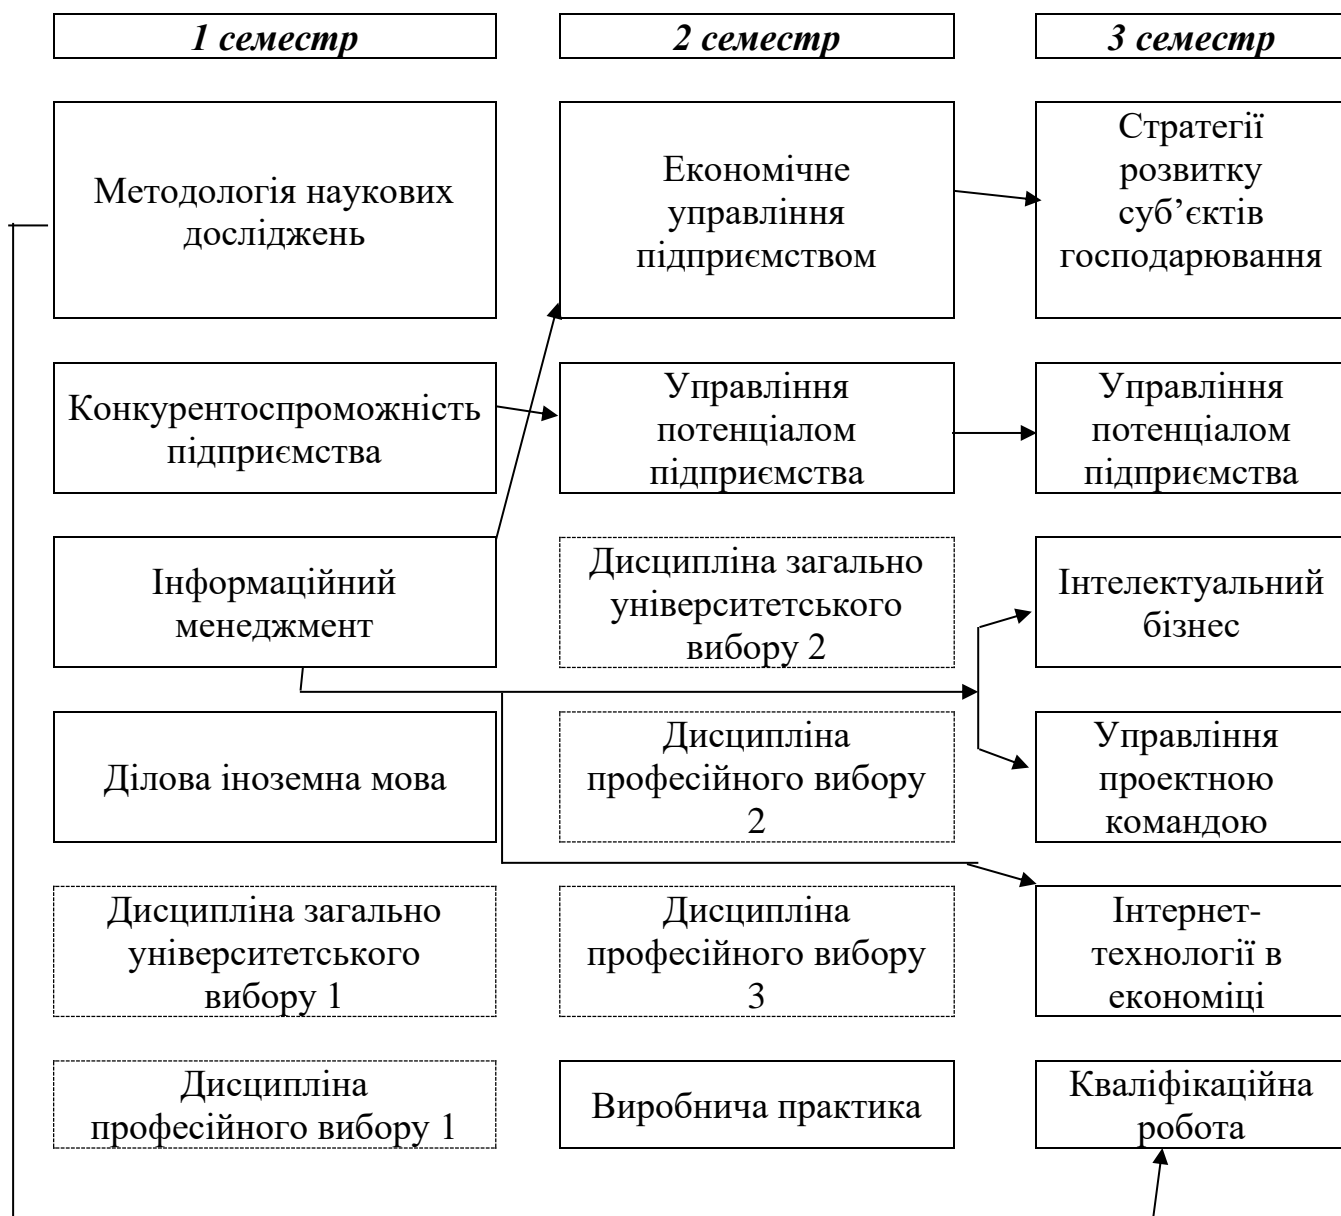 1 семестр
2 семестр
3 семестр
Методологія наукових
досліджень
Економічне
управління
підприємством
Стратегії
розвитку
суб’єктів
господарювання
Конкурентоспроможність
підприємства
Управління
потенціалом
підприємства
Управління
потенціалом
підприємства
Інформаційний
менеджмент
Дисципліна загально
університетського
вибору 2
Інтелектуальний
бізнес
Ділова іноземна мова
Дисципліна
професійного вибору
2
Управління
проектною
командою
Дисципліна загально
університетського
вибору 1
Дисципліна
професійного вибору
3
Інтернет-
технології в
економіці
Дисципліна
професійного вибору 1
Виробнича практика
Кваліфікаційна
робота